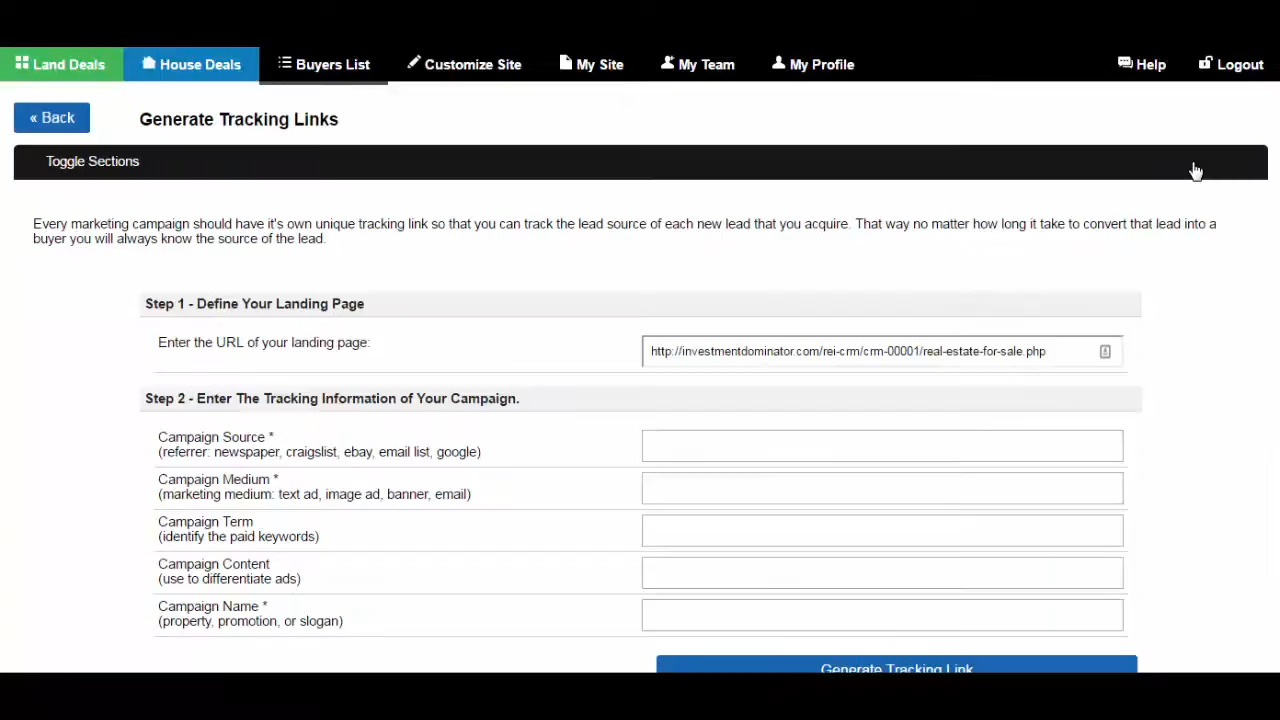 Land Deals House Deals Buyers List Customize Site My Site My Team My Profile Help Logout
« Back Generate Tracking Links
Toggle Sections
Every marketing campaign should have it's own unique tracking link so that you can track the lead source of each new lead that you acquire. That way no matter how long it take to convert that lead into a
buyer you will always know the source of the lead.
Step 1 - Define Your Landing Page
Enter the URL of your landing page: http://investmentdominator.com/rei-crm/crm-00001/real-estate-for-sale.php
Step 2 - Enter The Tracking Information of Your Campaign.
Campaign Source *
(referrer: newspaper, craigslist, ebay, email list, google)
Campaign Medium *
(marketing medium: text ad, image ad, banner, email)
Campaign Term
(identify the paid keywords)
Campaign Content
(use to differentiate ads)
Campaign Name *
(property, promotion, or slogan)
Generate Tracking Link